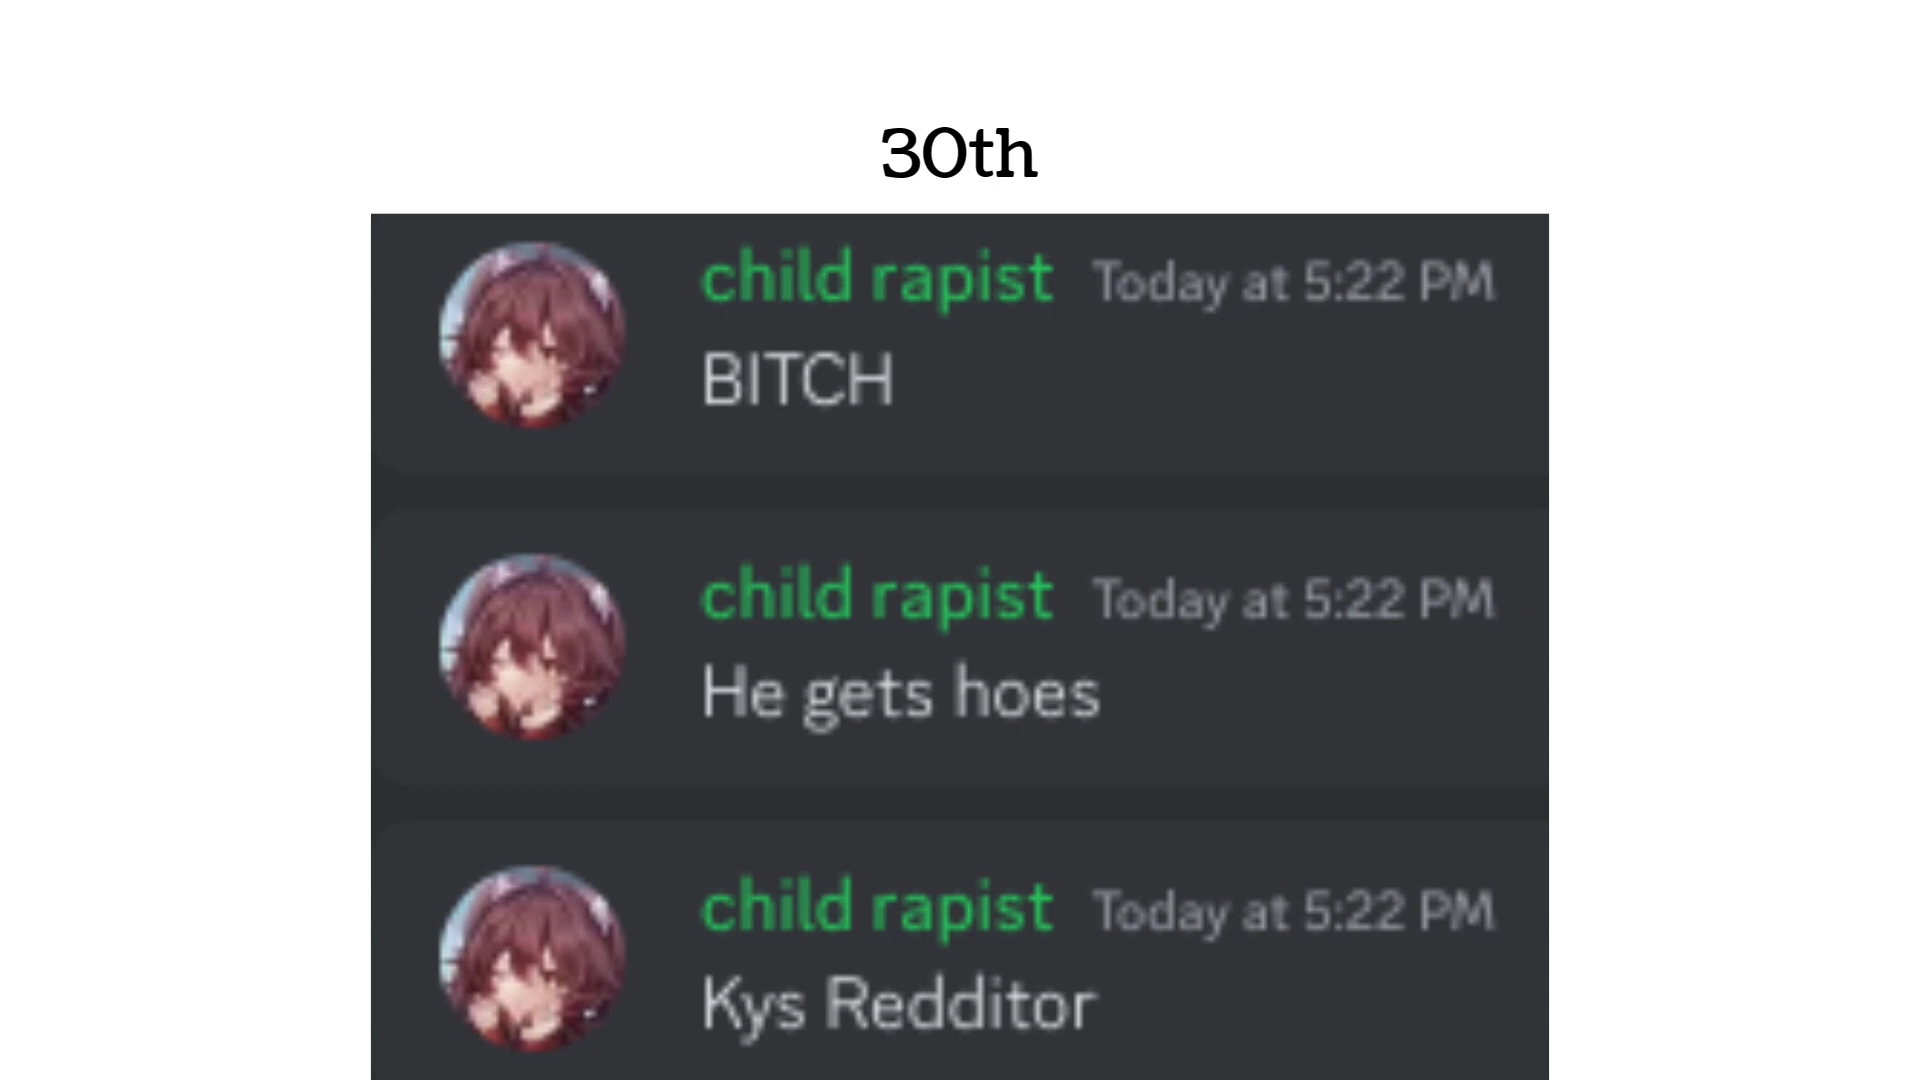 30th
child rapist Today at 5:22 PM
BITCH
child rapist Today at 5:22 PM
He gets hoes
child rapist Today at 5:22 PM
Kys Redditor